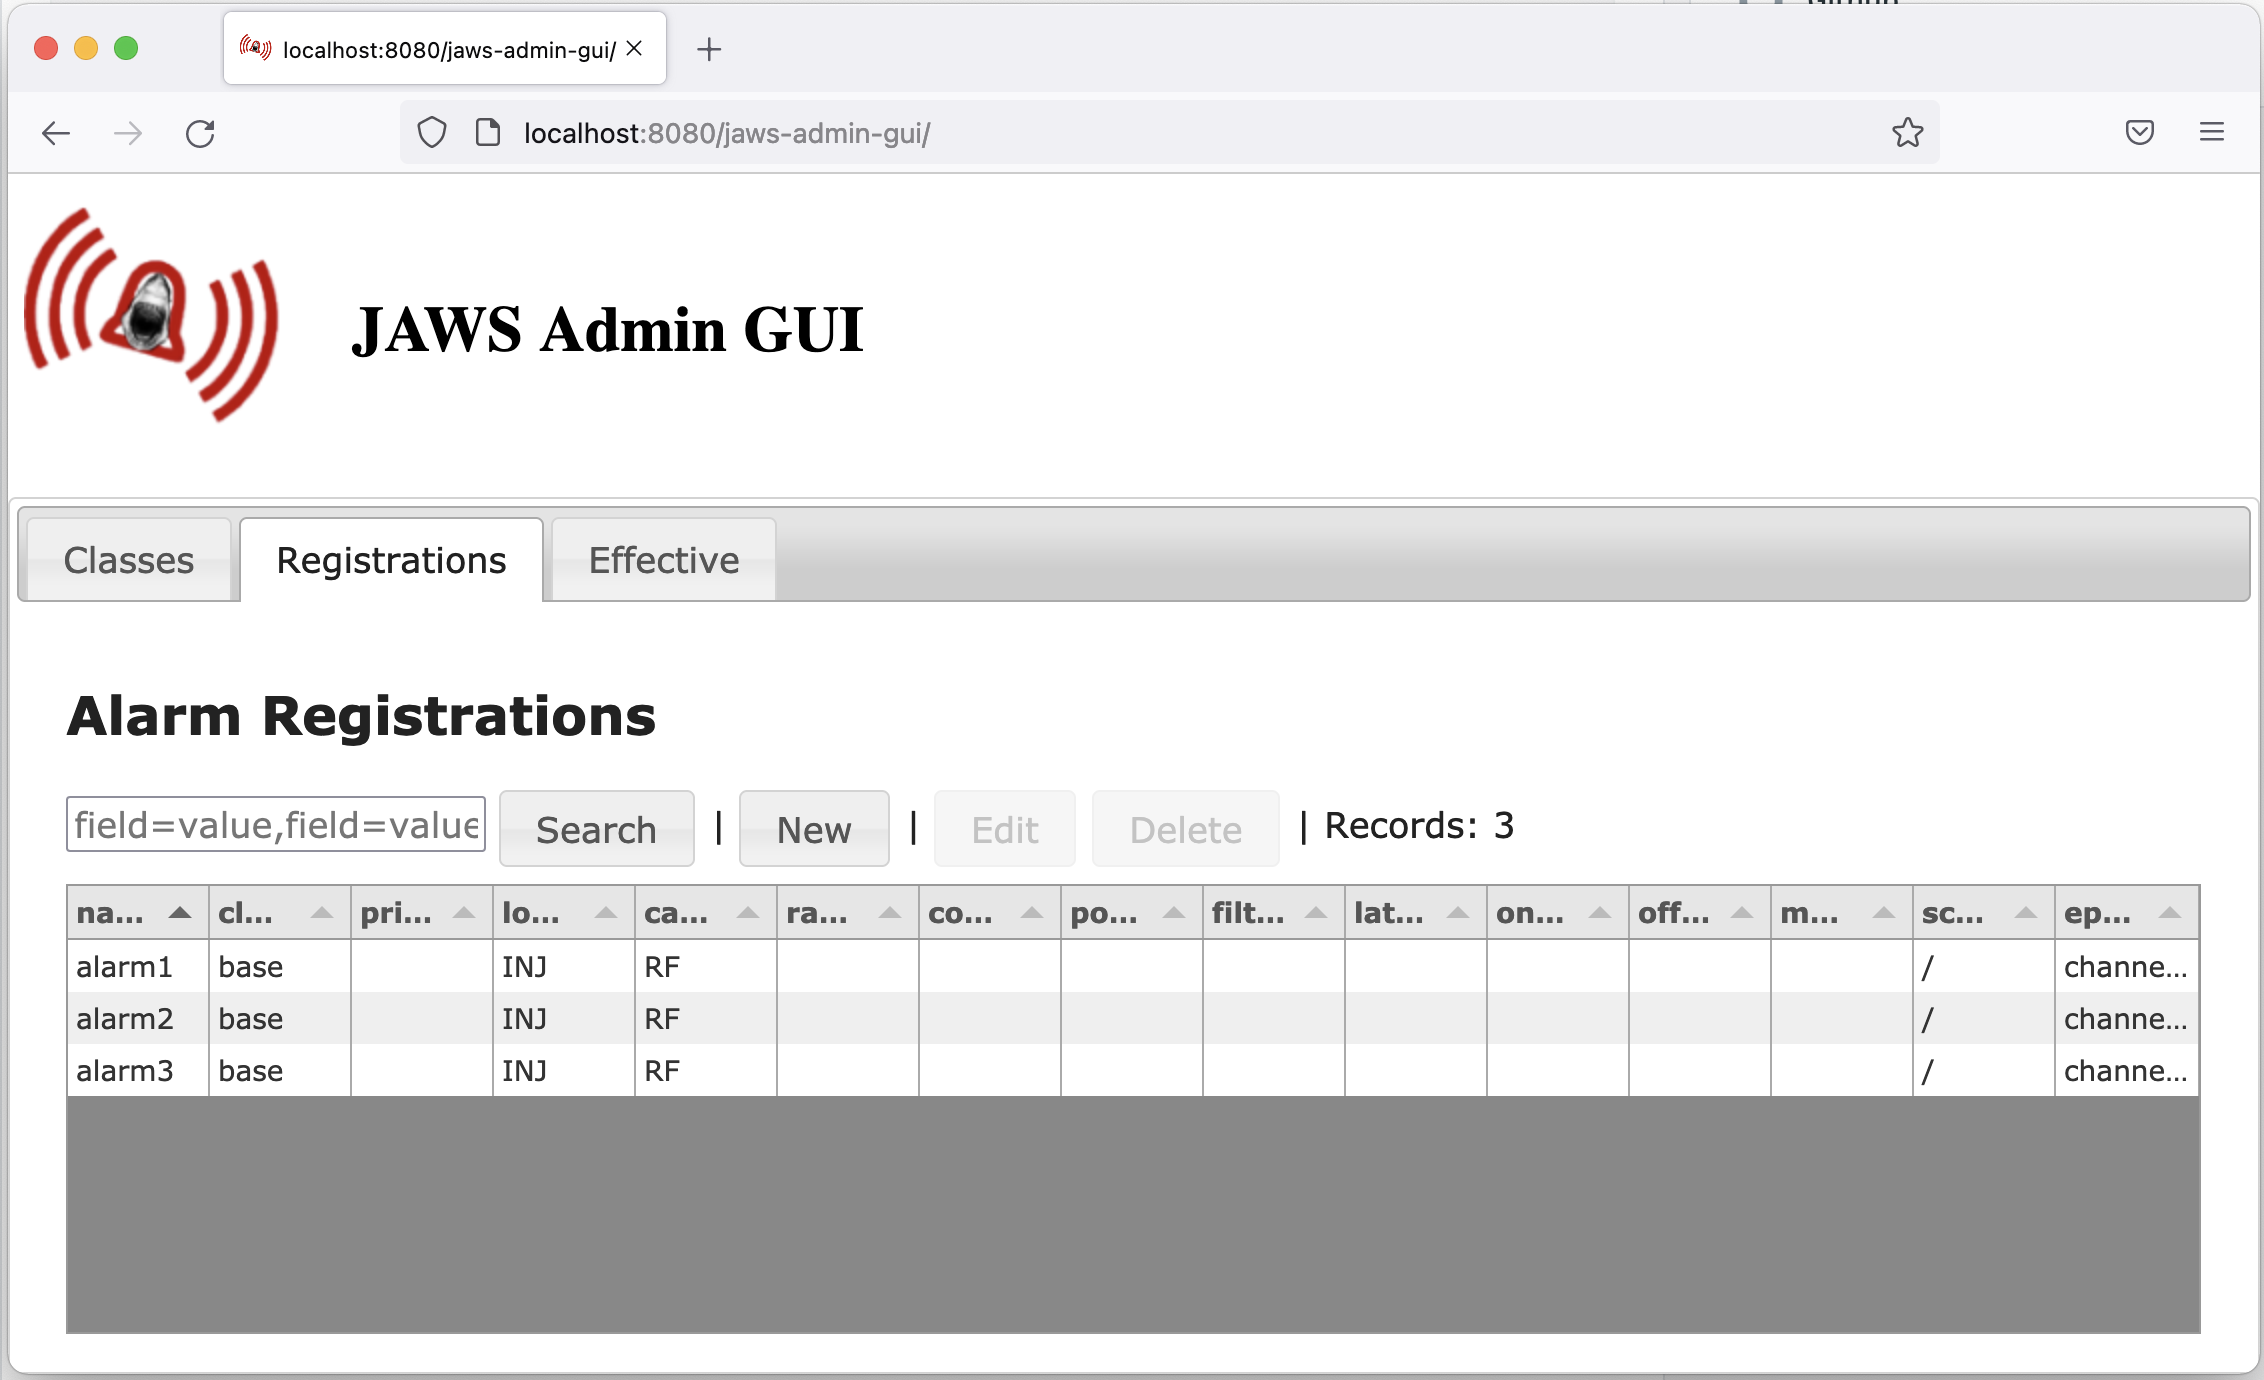 localhost:8080/jaws-admin-gui/
localhost:8080/jaws-admin-gui/
JAWS Admin GUI
Classes Registrations Effective
Alarm Registrations
field=value,field=value Search | New | Edit Delete | Records: 3
na... cl... pri... lo... ca... ra... co... po... filt... lat... on... off... m... sc... ep...
alarm1 base INJ RF / channe...
alarm2 base INJ RF / channe...
alarm3 base INJ RF / channe...